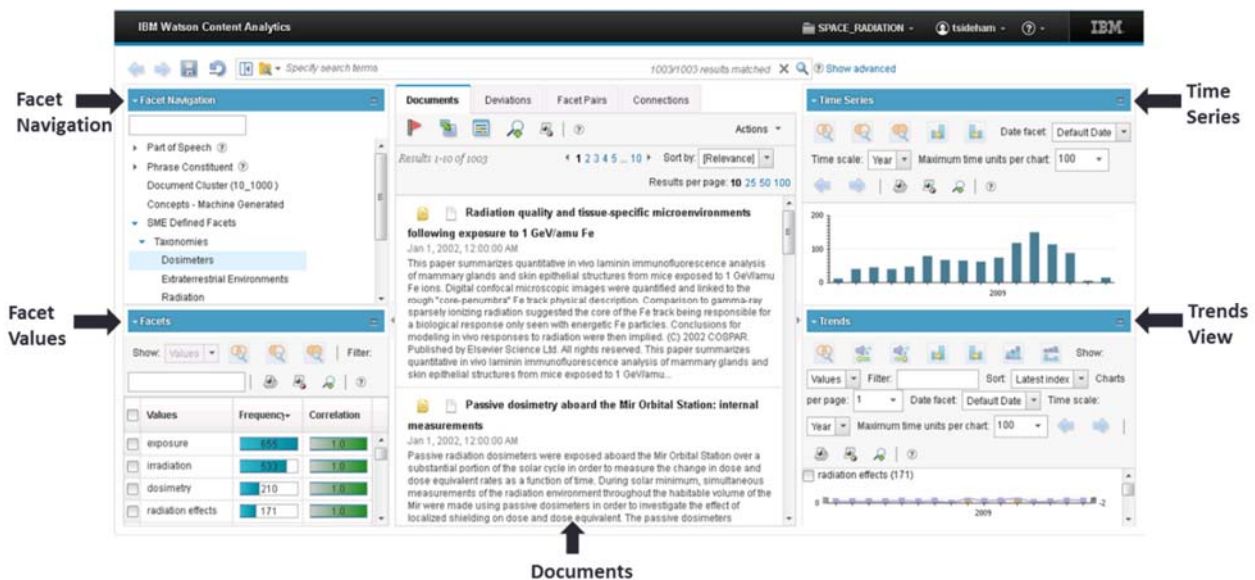 IBM Watson Content Analytics
SPACE_RADIATION
tsideham
IBM
Specify search terms
1003/1003 results matched
Show advanced
Facet
Navigation
Facet Navigation
Part of Speech
Phrase Constituent
Document Cluster (10_1000 )
Concepts - Machine Generated
SME Defined Facets
Taxonomies
Dosimeters
Extraterrestrial Environments
Radiation
Facet
Values
Facets
Show: Values
Filter:
Values Frequency Correlation
exposure 655 1.0
irradiation 533 1.0
dosimetry 210 1.0
radiation effects 171 1.0
Documents Deviations Facet Pairs Connections
Actions
Results 1-10 of 1003
1 2 3 4 5 ... 10
Sort by: [Relevance]
Results per page: 10 25 50 100
Radiation quality and tissue-specific microenvironments
following exposure to 1 GeV/amu Fe
Jan 1, 2002, 12:00:00 AM
This paper summarizes quantitative in vivo laminin immunofluorescence analysis
of mammary glands and skin epithelial structures from mice exposed to 1 GeV/amu
Fe ions. Digital confocal microscopic images were quantified and linked to the
rough "core-penumbra" Fe track physical description. Comparison to gamma-ray
sparsely ionizing radiation suggested the core of the Fe track being responsible for
a biological response only seen with energetic Fe particles. Conclusions for
modeling in vivo responses to radiation were then implied. (C) 2002 COSPAR.
Published by Elsevier Science Ltd. All rights reserved. This paper summarizes
quantitative in vivo laminin immunofluorescence analysis of mammary glands and
skin epithelial structures from mice exposed to 1 GeV/amu...
Passive dosimetry aboard the Mir Orbital Station: internal
measurements
Jan 1, 2002, 12:00:00 AM
Passive radiation dosimeters were exposed aboard the Mir Orbital Station over a
substantial portion of the solar cycle in order to measure the change in dose and
dose equivalent rates as a function of time. During solar minimum, simultaneous
measurements of the radiation environment throughout the habitable volume of the
Mir were made using passive dosimeters in order to investigate the effect of
localized shielding on dose and dose equivalent. The passive dosimeters
Documents
Time
Series
Time Series
Date facet: Default Date
Time scale: Year Maximum time units per chart: 100
200
100
0
2009
Trends
View
Trends
Show:
Values Filter: Sort: Latest index Charts
per page: 1 Date facet: Default Date Time scale:
Year Maximum time units per chart: 100
radiation effects (171)
0 -2
2009